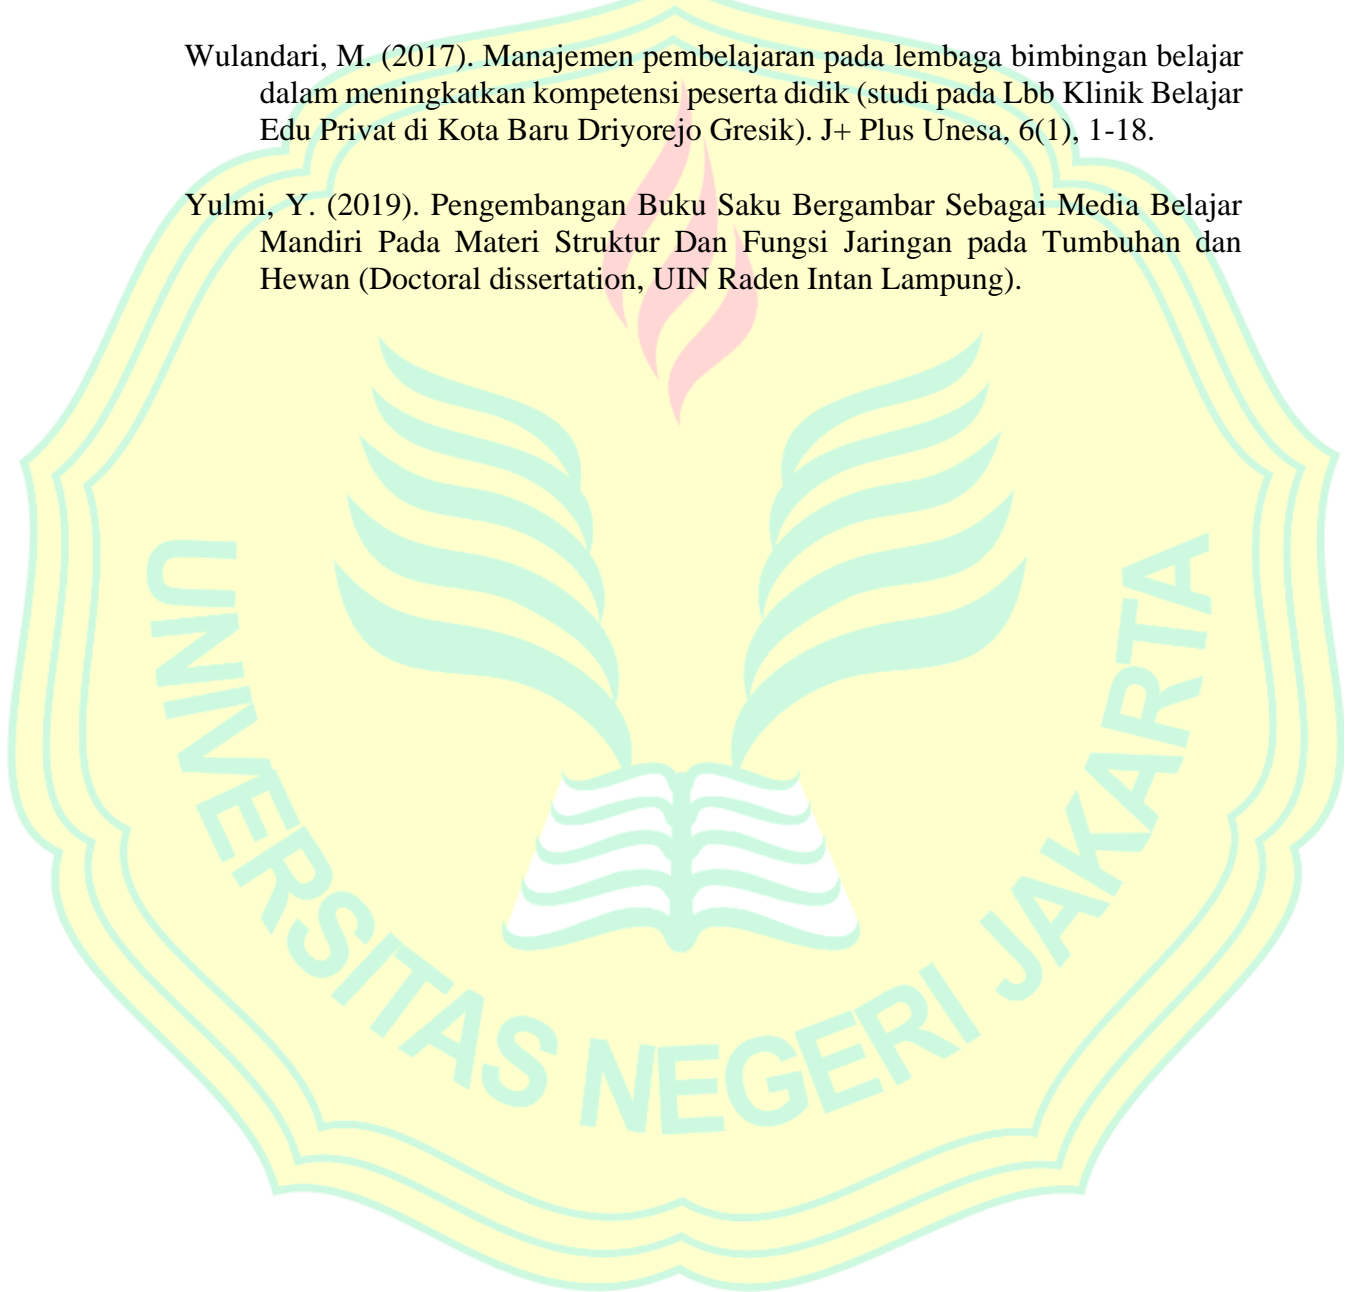 Wulandari, M. (2017). Manajemen pembelajaran pada lembaga bimbingan belajar
dalam meningkatkan kompetensi peserta didik (studi pada Lbb Klinik Belajar
Edu Privat di Kota Baru Driyorejo Gresik). J+ Plus Unesa, 6(1), 1-18.
Yulmi, Y. (2019). Pengembangan Buku Saku Bergambar Sebagai Media Belajar
Mandiri Pada Materi Struktur Dan Fungsi Jaringan pada Tumbuhan dan
Hewan (Doctoral dissertation, UIN Raden Intan Lampung).
UNIVERSITAS NEGERI JAKARTA